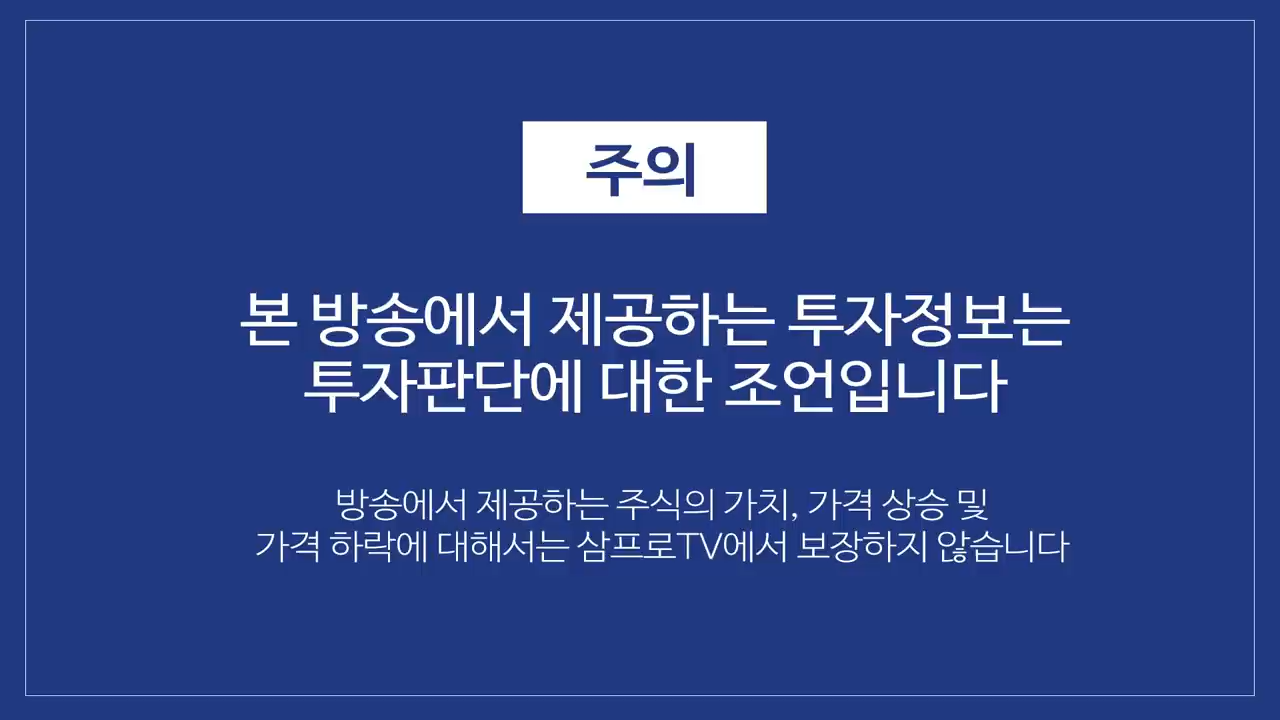 주의
본 방송에서 제공하는 투자정보는
투자판단에 대한 조언입니다
방송에서 제공하는 주식의 가치, 가격 상승 및
가격 하락에 대해서는 삼프로TV에서 보장하지 않습니다